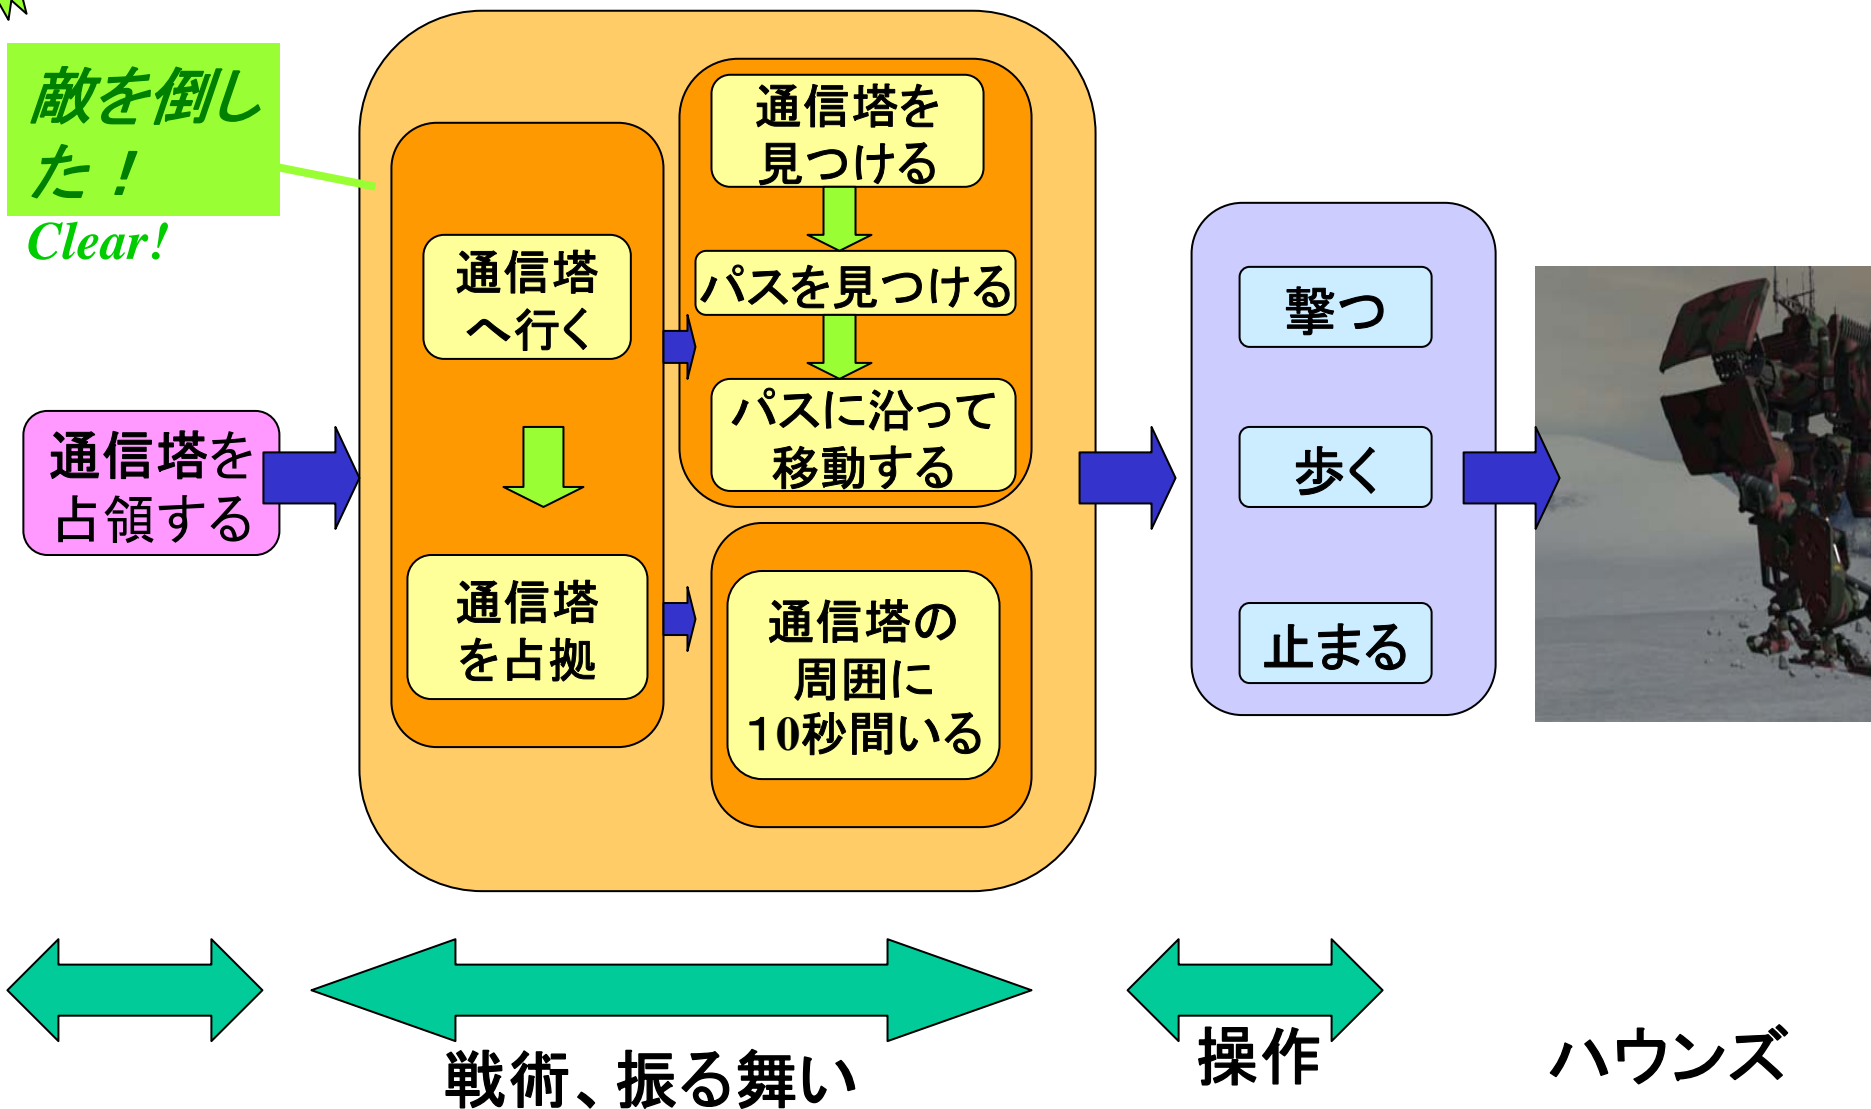 敵を倒し
た！
Clear!
通信塔を
占領する
通信塔
へ行く
通信塔
を占拠
通信塔を
見つける
パスを見つける
パスに沿って
移動する
通信塔の
周囲に
10秒間いる
撃つ
歩く
止まる
戦術、振る舞い
操作
ハウンズ